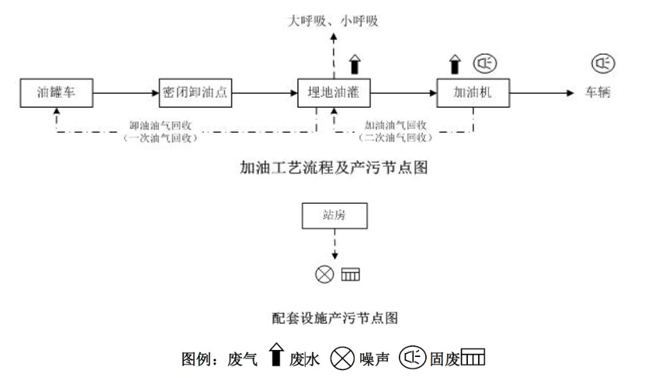 大呼吸、小呼吸
油罐车 密闭卸油点 埋地油灌 加油机 车辆
卸油油气回收 加油油气回收
（一次油气回收） （二次油气回收）
加油工艺流程及产污节点图
站房
配套设施产污节点图
图例：废气 废水 噪声 固废